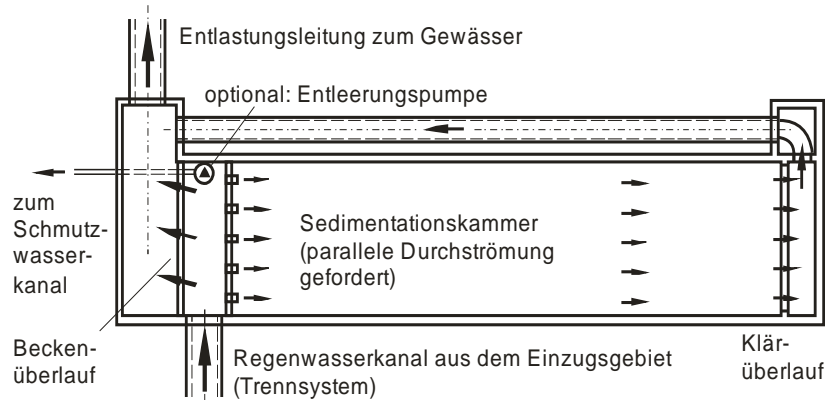 Entlastungsleitung zum Gewässer
optional: Entleerungspumpe
zum
Schmutz-
wasser-
kanal
Sedimentationskammer
(parallele Durchströmung
gefordert)
Becken-
überlauf
Regenwasserkanal aus dem Einzugsgebiet
(Trennsystem)
Klär-
überlauf